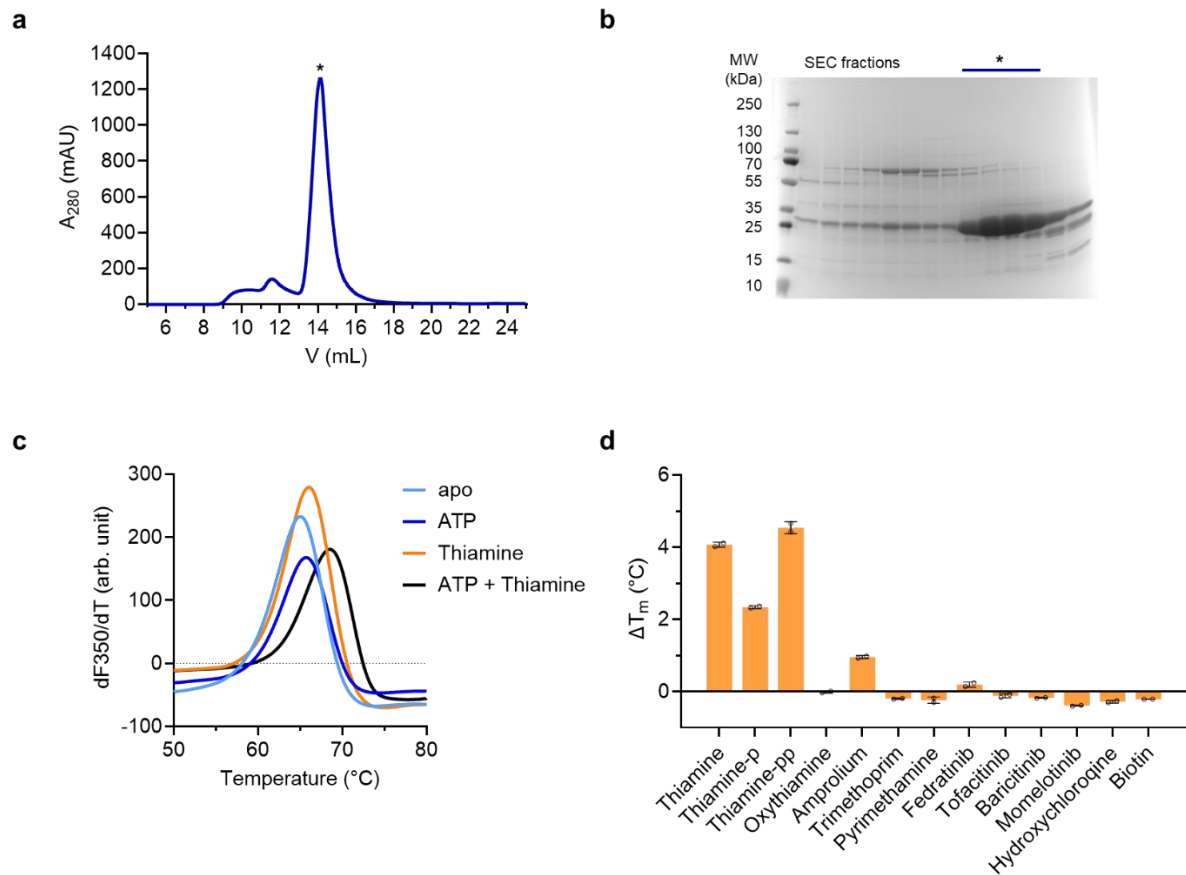 a
1400
1200
1000
800
600
400
200
0
A280 (mAU)
*
6 8 10 12 14 16 18 20 22 24
V (mL)
b
MW
(kDa)
SEC fractions
*
250
130
100
70
55
35
25
15
10
c
300
200
100
0
-100
dF350/dT (arb. unit)
50 60 70 80
Temperature (°C)
apo
ATP
Thiamine
ATP + Thiamine
d
6
4
2
0
ΔTm (°C)
Thiamine
Thiamine-p
Thiamine-pp
Oxythiamine
Amprolium
Trimethoprim
Pyrimethamine
Fedratinib
Tofacitinib
Baricitinib
Momelotinib
Hydroxychloroqine
Biotin